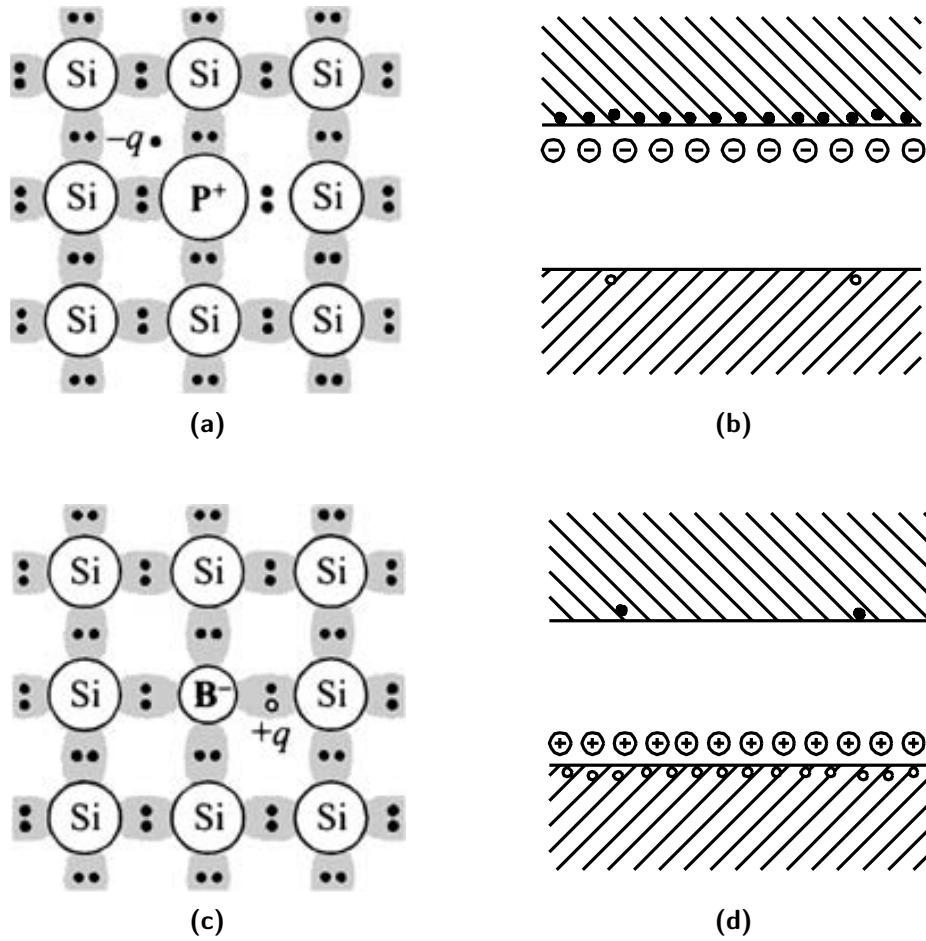 Si Si Si
−q
Si P⁺ Si
Si Si Si
(a)
⊖ ⊖ ⊖ ⊖ ⊖ ⊖ ⊖ ⊖ ⊖ ⊖ ⊖
(b)
Si Si Si
Si B⁻ Si
+q
Si Si Si
(c)
⊕ ⊕ ⊕ ⊕ ⊕ ⊕ ⊕ ⊕ ⊕ ⊕ ⊕ ⊕
(d)